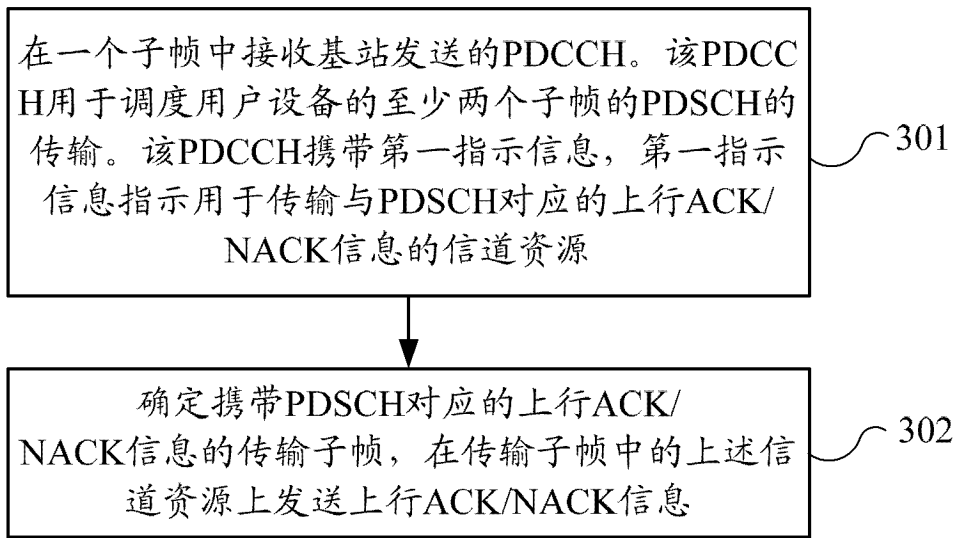 在一个子帧中接收基站发送的PDCCH。该PDCC
H用于调度用户设备的至少两个子帧的PDSCH的
传输。该PDCCH携带第一指示信息，第一指示
信息指示用于传输与PDSCH对应的上行ACK/
NACK信息的信道资源
301
确定携带PDSCH对应的上行ACK/
NACK信息的传输子帧，在传输子帧中的上述信
道资源上发送上行ACK/NACK信息
302